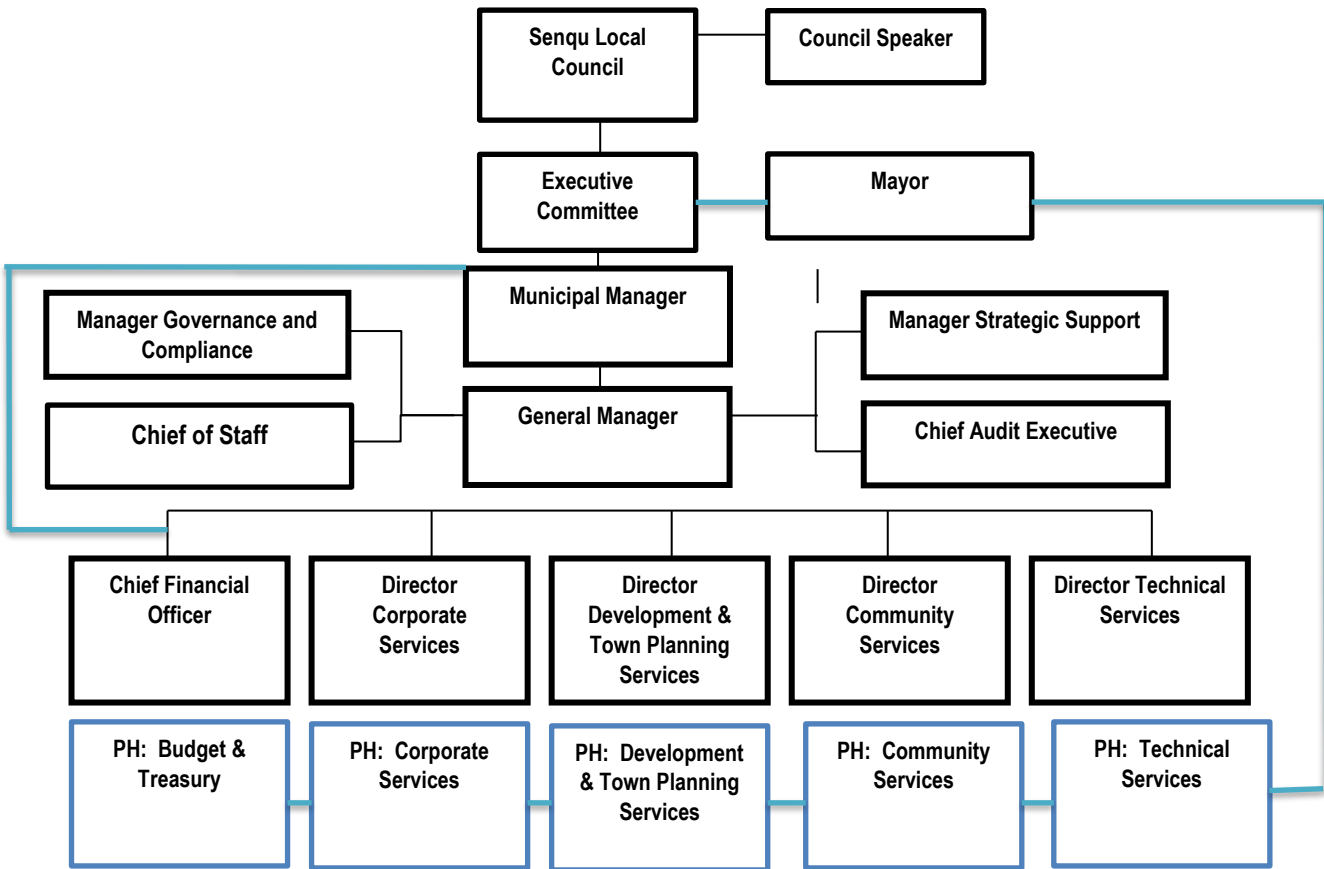 Senqu Local
Council
Council Speaker
Executive
Committee
Mayor
Municipal Manager
Manager Governance and
Compliance
Manager Strategic Support
General Manager
Chief of Staff
Chief Audit Executive
Chief Financial
Officer
Director
Corporate
Services
Director
Development &
Town Planning
Services
Director
Community
Services
Director Technical
Services
PH:  Budget &
Treasury
PH:  Corporate
Services
PH:  Development
& Town Planning
Services
PH:  Community
Services
PH:  Technical
Services